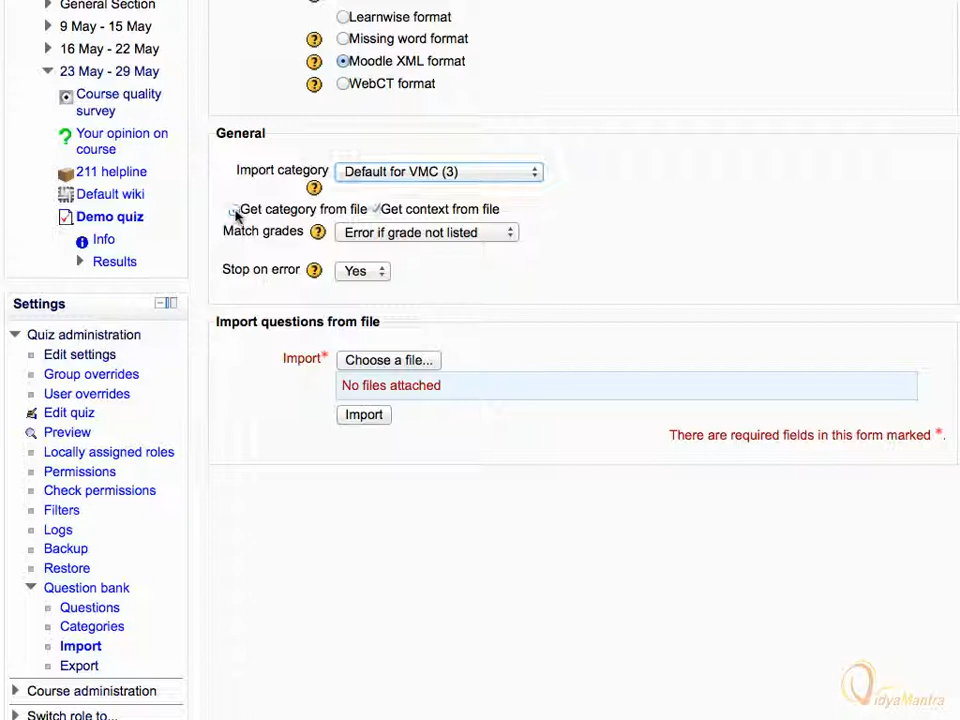 General Section
9 May - 15 May
16 May - 22 May
23 May - 29 May
Course quality
survey
Your opinion on
course
211 helpline
Default wiki
Demo quiz
Info
Results
Settings
Quiz administration
Edit settings
Group overrides
User overrides
Edit quiz
Preview
Locally assigned roles
Permissions
Check permissions
Filters
Logs
Backup
Restore
Question bank
Questions
Categories
Import
Export
Course administration
Switch role to...
Learnwise format
Missing word format
Moodle XML format
WebCT format
General
Import category Default for VMC (3)
Get category from file Get context from file
Match grades Error if grade not listed
Stop on error Yes
Import questions from file
Import* Choose a file...
No files attached
Import
There are required fields in this form marked *.
VidyaMantra